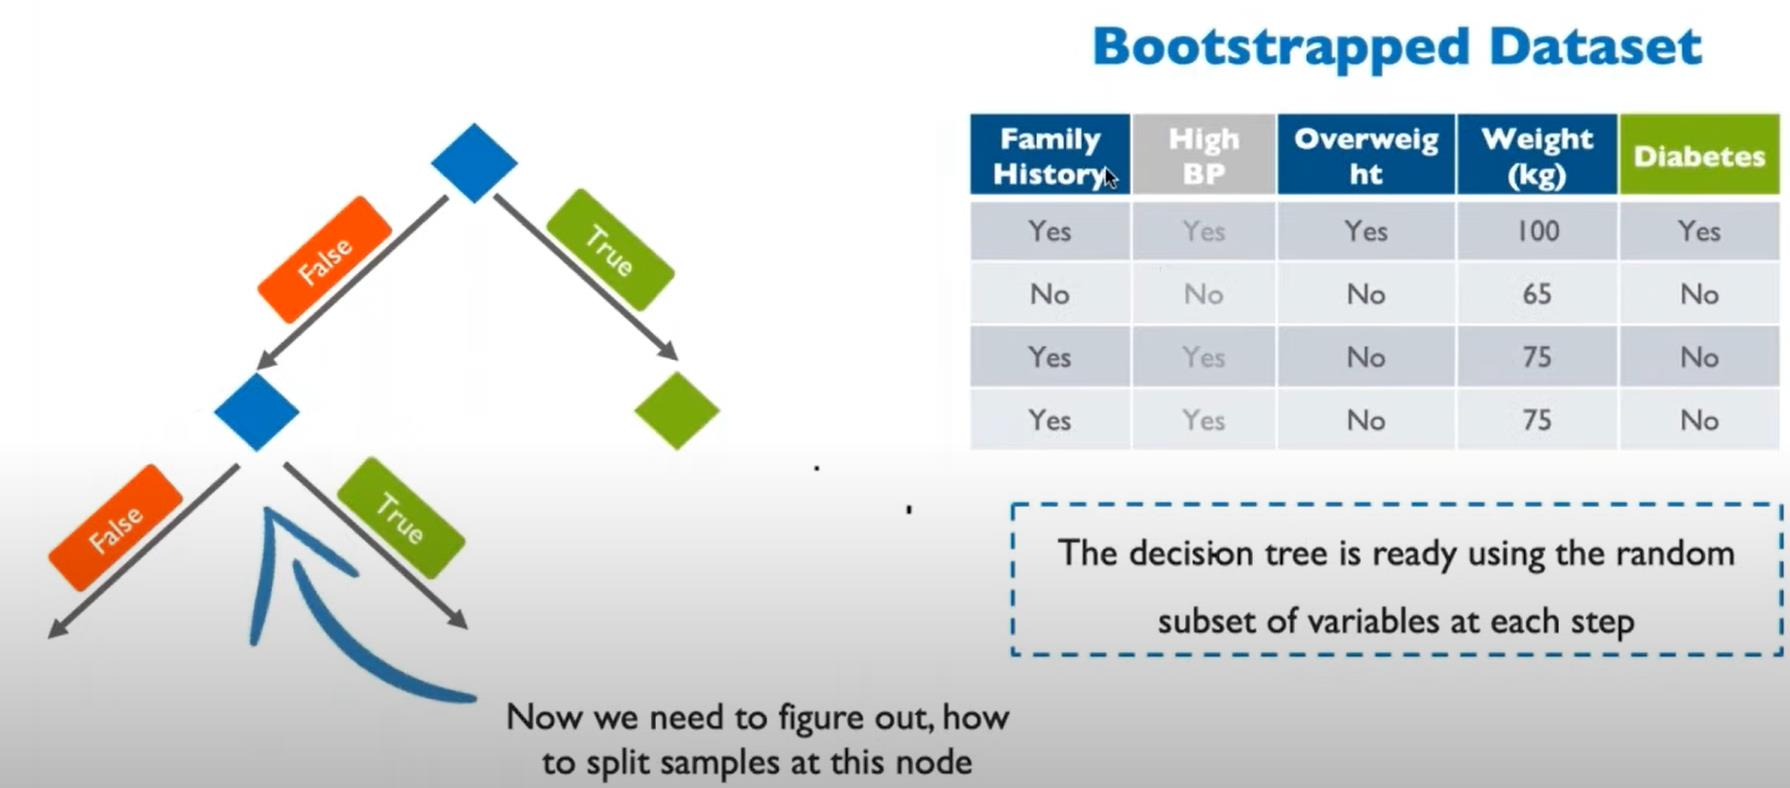 Bootstrapped Dataset
Family High Overweig Weight Diabetes
History BP ht (kg)
Yes Yes Yes 100 Yes
No No No 65 No
Yes Yes No 75 No
Yes Yes No 75 No
False
True
False
True
The decision tree is ready using the random
subset of variables at each step
Now we need to figure out, how
to split samples at this node